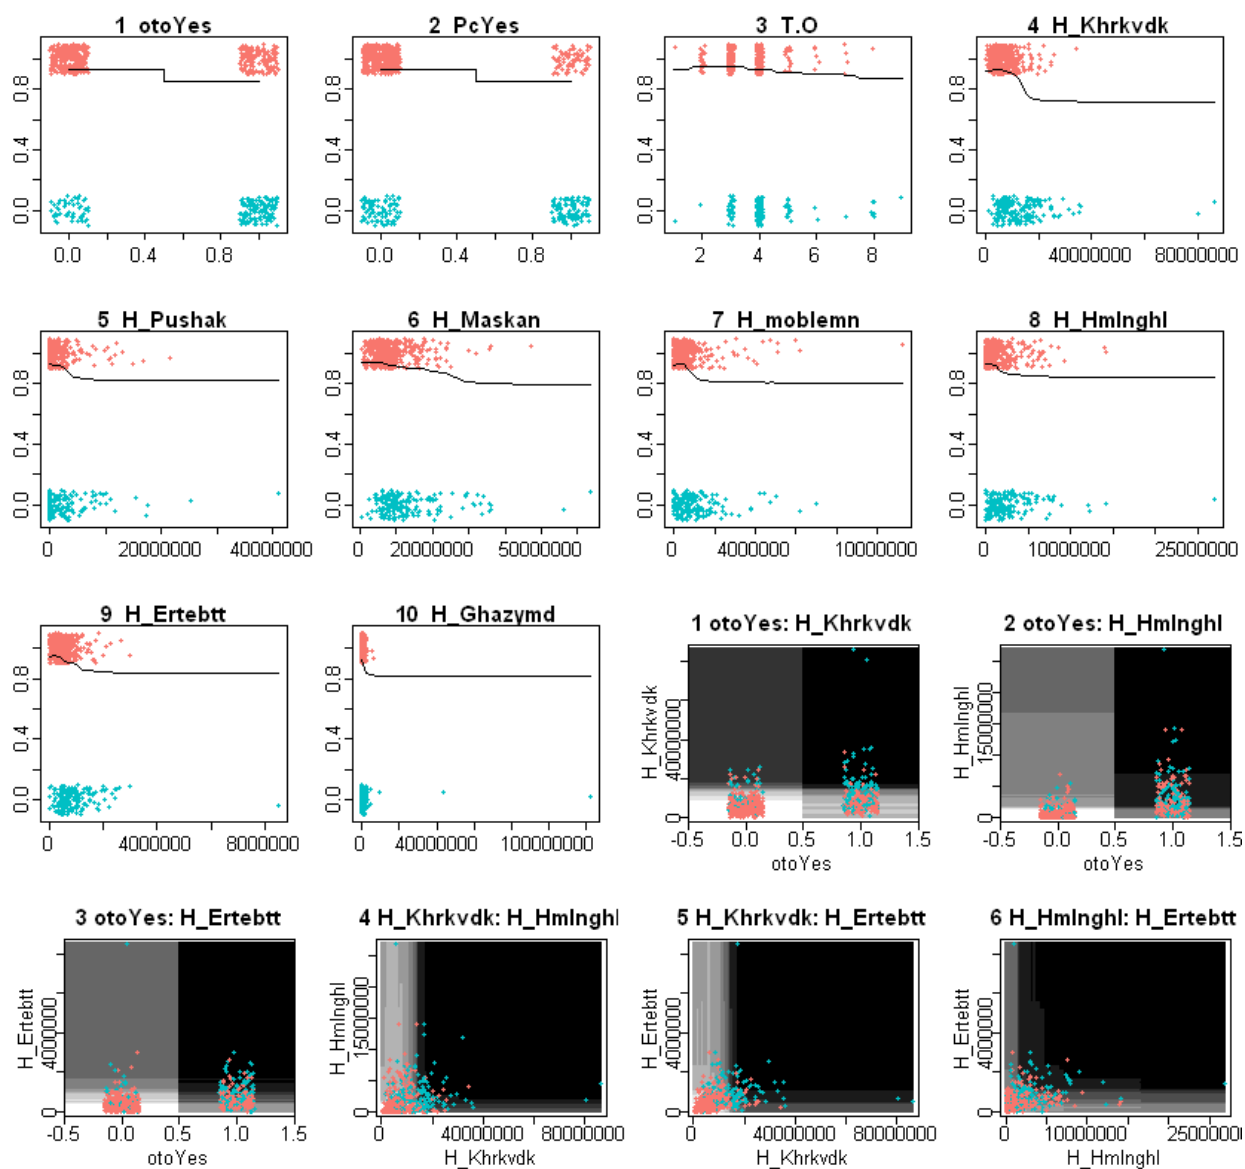 1 otoYes
2 PcYes
3 T.O
4 H_Khrkvdk
0.0 0.4 0.8
0.0 0.4 0.8
0.0 0.4 0.8
0.0 0.4 0.8
0.0 0.4 0.8
0.0 0.4 0.8
2 4 6 8
0 40000000 80000000
5 H_Pushak
6 H_Maskan
7 H_moblemn
8 H_Hmlnghl
0.0 0.4 0.8
0.0 0.4 0.8
0.0 0.4 0.8
0.0 0.4 0.8
0 20000000 40000000
0 20000000 50000000
0 4000000 10000000
0 10000000 25000000
9 H_Ertebtt
10 H_Ghazymd
1 otoYes: H_Khrkvdk
2 otoYes: H_Hmlnghl
0.0 0.4 0.8
0.0 0.4 0.8
H_Khrkvdk
0 40000000
H_Hmlnghl
0 15000000
0 4000000 8000000
0 40000000 100000000
-0.5 0.0 0.5 1.0 1.5
otoYes
-0.5 0.0 0.5 1.0 1.5
otoYes
3 otoYes: H_Ertebtt
4 H_Khrkvdk: H_Hmlnghl
5 H_Khrkvdk: H_Ertebtt
6 H_Hmlnghl: H_Ertebtt
H_Ertebtt
0 4000000
H_Hmlnghl
0 15000000
H_Ertebtt
0 4000000
H_Ertebtt
0 4000000
-0.5 0.0 0.5 1.0 1.5
otoYes
0 40000000 80000000
H_Khrkvdk
0 40000000 80000000
H_Khrkvdk
0 10000000 25000000
H_Hmlnghl